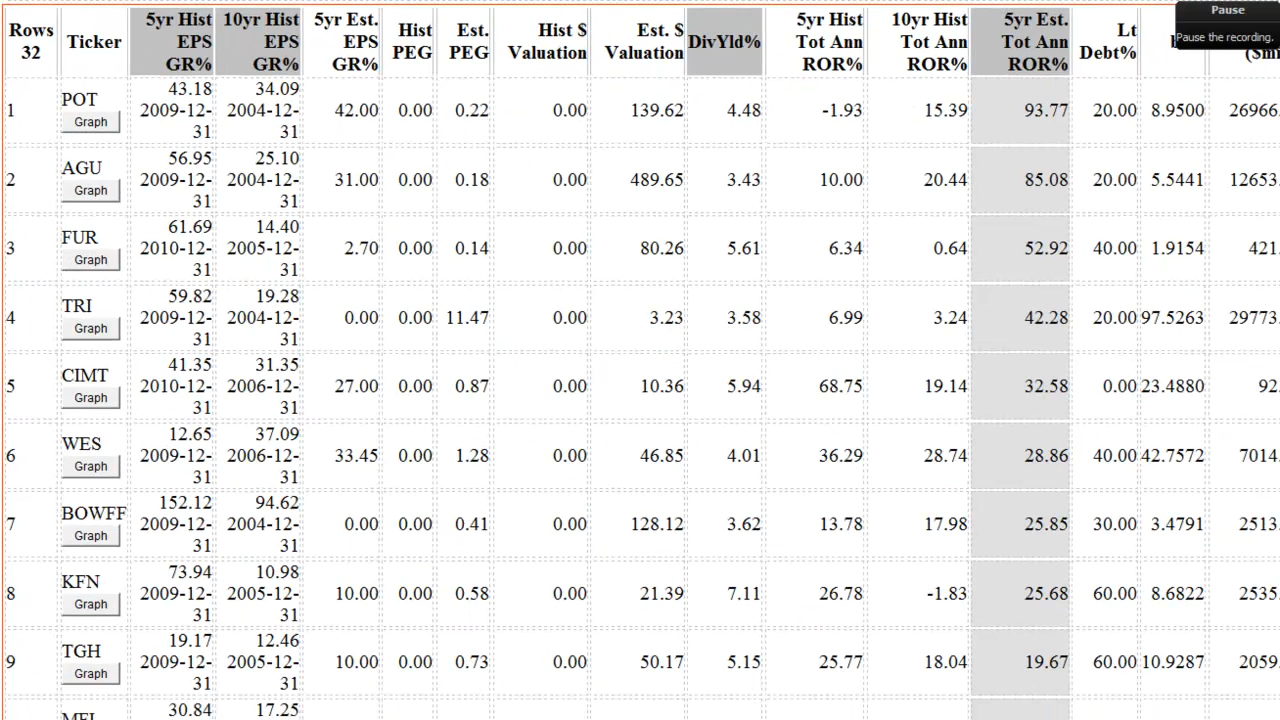 Pause
Pause the recording.
Rows 32 Ticker 5yr Hist EPS GR% 10yr Hist EPS GR% 5yr Est. EPS GR% Hist PEG Est. PEG Hist $ Valuation Est. $ Valuation DivYld% 5yr Hist Tot Ann ROR% 10yr Hist Tot Ann ROR% 5yr Est. Tot Ann ROR% Lt Debt%
1 POT Graph 43.18 2009-12-31 34.09 2004-12-31 42.00 0.00 0.22 0.00 139.62 4.48 -1.93 15.39 93.77 20.00 8.9500 26966.
2 AGU Graph 56.95 2009-12-31 25.10 2004-12-31 31.00 0.00 0.18 0.00 489.65 3.43 10.00 20.44 85.08 20.00 5.5441 12653.
3 FUR Graph 61.69 2010-12-31 14.40 2005-12-31 2.70 0.00 0.14 0.00 80.26 5.61 6.34 0.64 52.92 40.00 1.9154 421.
4 TRI Graph 59.82 2009-12-31 19.28 2004-12-31 0.00 0.00 11.47 0.00 3.23 3.58 6.99 3.24 42.28 20.00 97.5263 29773.
5 CIMT Graph 41.35 2010-12-31 31.35 2006-12-31 27.00 0.00 0.87 0.00 10.36 5.94 68.75 19.14 32.58 0.00 23.4880 92.
6 WES Graph 12.65 2009-12-31 37.09 2006-12-31 33.45 0.00 1.28 0.00 46.85 4.01 36.29 28.74 28.86 40.00 42.7572 7014.
7 BOWFF Graph 152.12 2009-12-31 94.62 2004-12-31 0.00 0.00 0.41 0.00 128.12 3.62 13.78 17.98 25.85 30.00 3.4791 2513.
8 KFN Graph 73.94 2009-12-31 10.98 2005-12-31 10.00 0.00 0.58 0.00 21.39 7.11 26.78 -1.83 25.68 60.00 8.6822 2535.
9 TGH Graph 19.17 2009-12-31 12.46 2005-12-31 10.00 0.00 0.73 0.00 50.17 5.15 25.77 18.04 19.67 60.00 10.9287 2059.
30.84 17.25